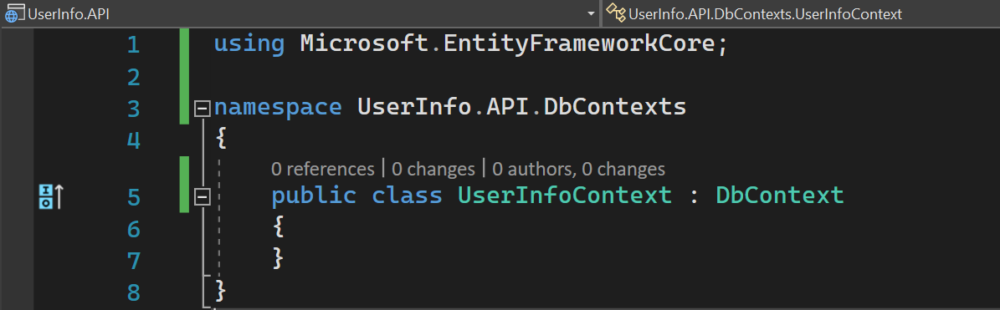 UserInfo.API UserInfo.API.DbContexts.UserInfoContext
1 using Microsoft.EntityFrameworkCore;
2
3 namespace UserInfo.API.DbContexts
4 {
0 references | 0 changes | 0 authors, 0 changes
5 public class UserInfoContext : DbContext
6 {
7 }
8 }